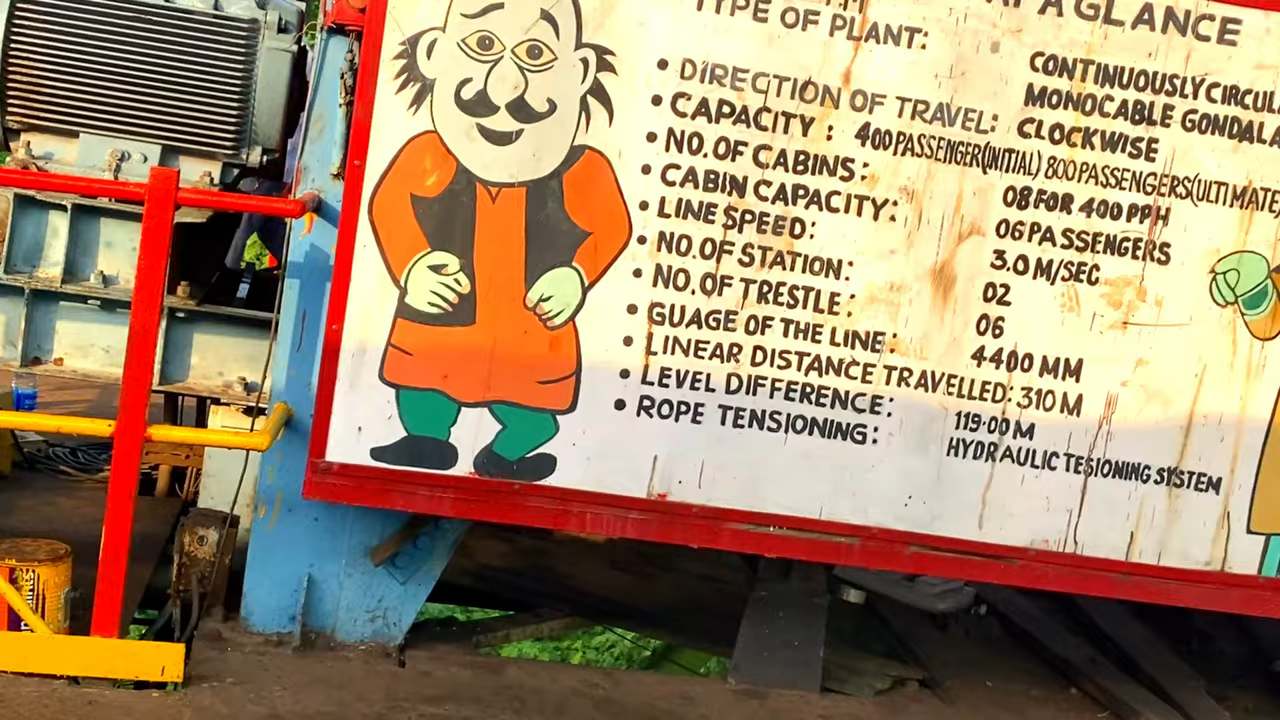 AT A GLANCE
TYPE OF PLANT: CONTINUOUSLY CIRCUL
MONOCABLE GONDALA
• DIRECTION OF TRAVEL: CLOCKWISE
• CAPACITY : 400 PASSENGER(INITIAL) 800 PASSENGERS(ULTIMATE)
• NO. OF CABINS: 08 FOR 400 PPH
• CABIN CAPACITY: 06 PASSENGERS
• LINE SPEED: 3.0 M/SEC
• NO. OF STATION: 02
• NO. OF TRESTLE: 06
• GUAGE OF THE LINE: 4400 MM
• LINEAR DISTANCE TRAVELLED: 310 M
• LEVEL DIFFERENCE: 119.00 M
• ROPE TENSIONING: HYDRAULIC TESIONING SYSTEM